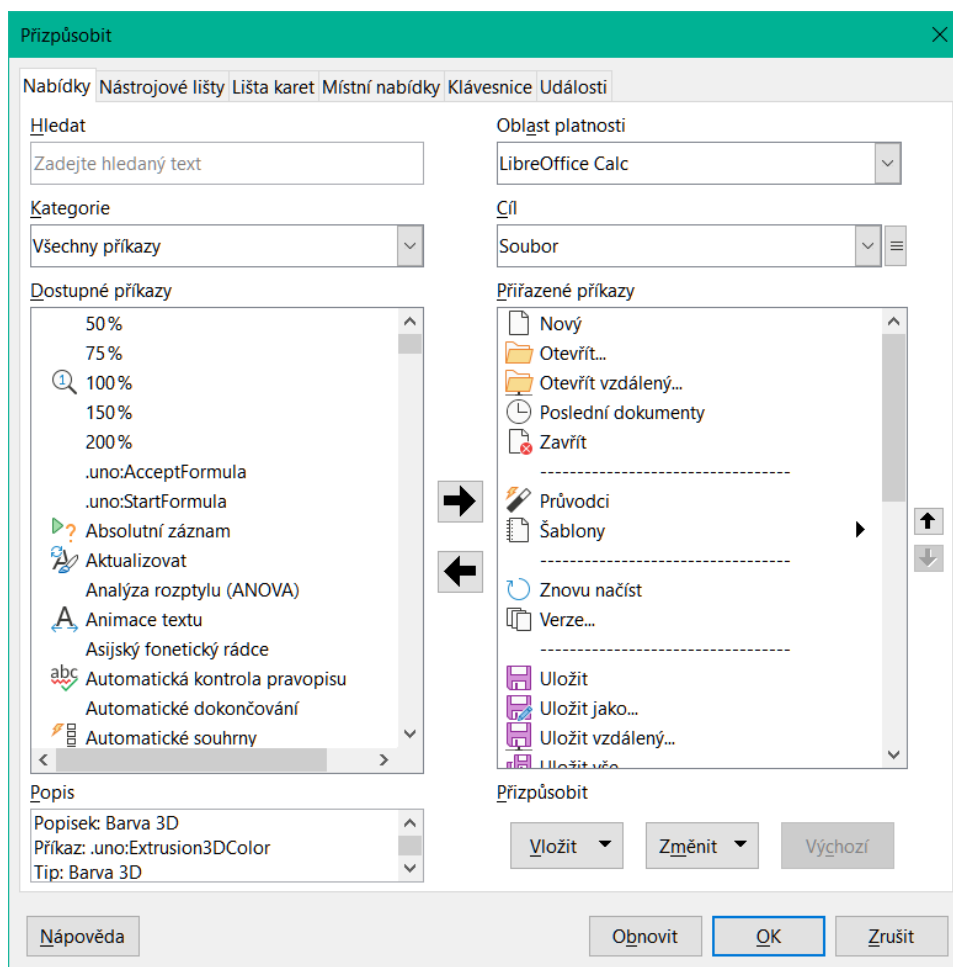 Přizpůsobit
Nabídky Nástrojové lišty Lišta karet Místní nabídky Klávesnice Události
Hledat
Zadejte hledaný text
Kategorie
Všechny příkazy
Dostupné příkazy
50 %
75 %
100 %
150 %
200 %
.uno:AcceptFormula
.uno:StartFormula
Absolutní záznam
Aktualizovat
Analýza rozptylu (ANOVA)
Animace textu
Asijský fonetický rádce
Automatická kontrola pravopisu
Automatické dokončování
Automatické souhrny
Popis
Popisek: Barva 3D
Příkaz: .uno:Extrusion3DColor
Tip: Barva 3D
Oblast platnosti
LibreOffice Calc
Cíl
Soubor
Přiřazené příkazy
Nový
Otevřít...
Otevřít vzdálený...
Poslední dokumenty
Zavřít
----------------------------------
Průvodci
Šablony
----------------------------------
Znovu načíst
Verze...
----------------------------------
Uložit
Uložit jako...
Uložit vzdálený...
Uložit vše
Přizpůsobit
Vložit Změnit Výchozí
Nápověda Obnovit OK Zrušit